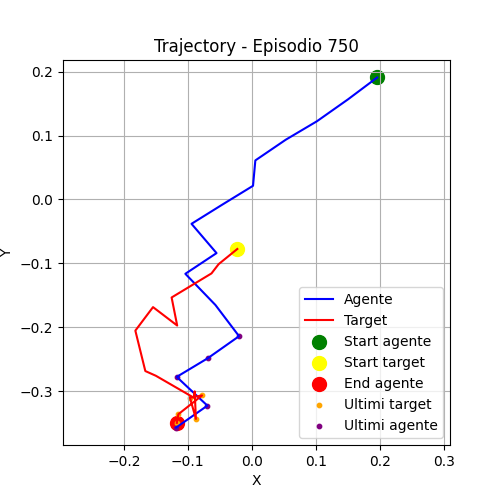 Trajectory - Episodio 750
0.2
0.1
0.0
−0.1
−0.2
−0.3
Y
−0.2
−0.1
0.0
0.1
0.2
0.3
X
Agente
Target
Start agente
Start target
End agente
Ultimi target
Ultimi agente